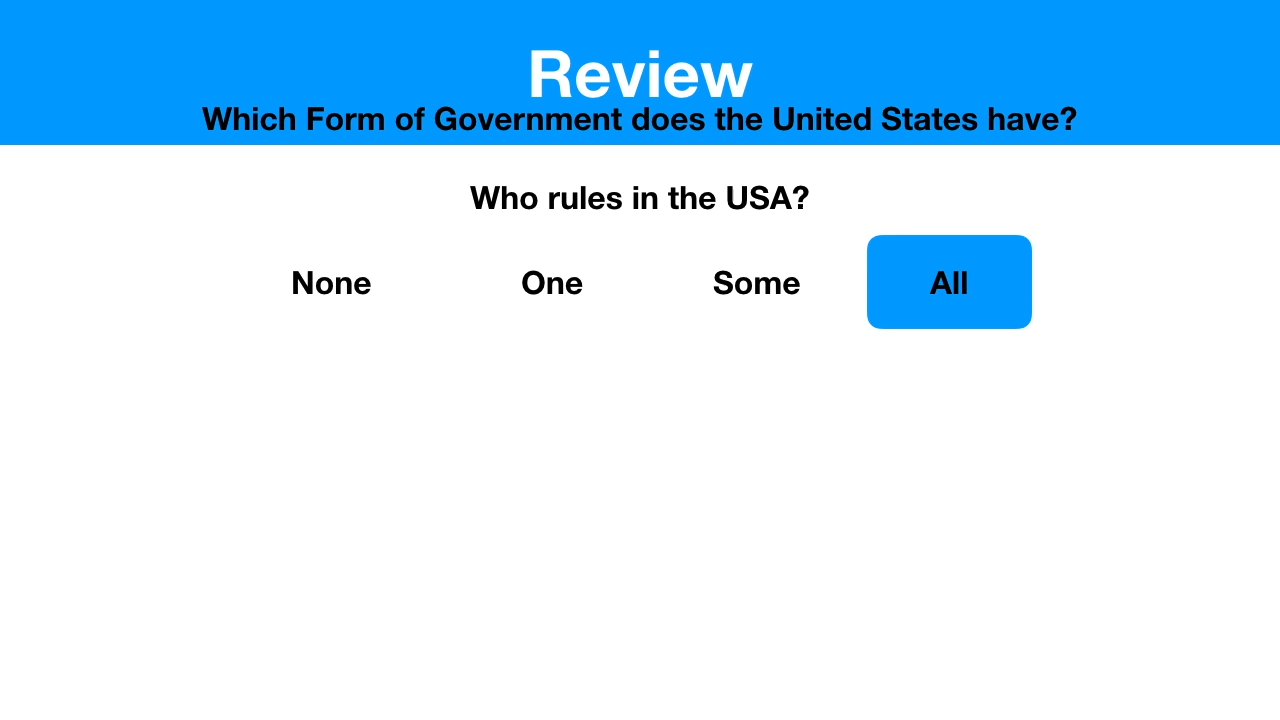 Review
Which Form of Government does the United States have?
Who rules in the USA?
None One Some All